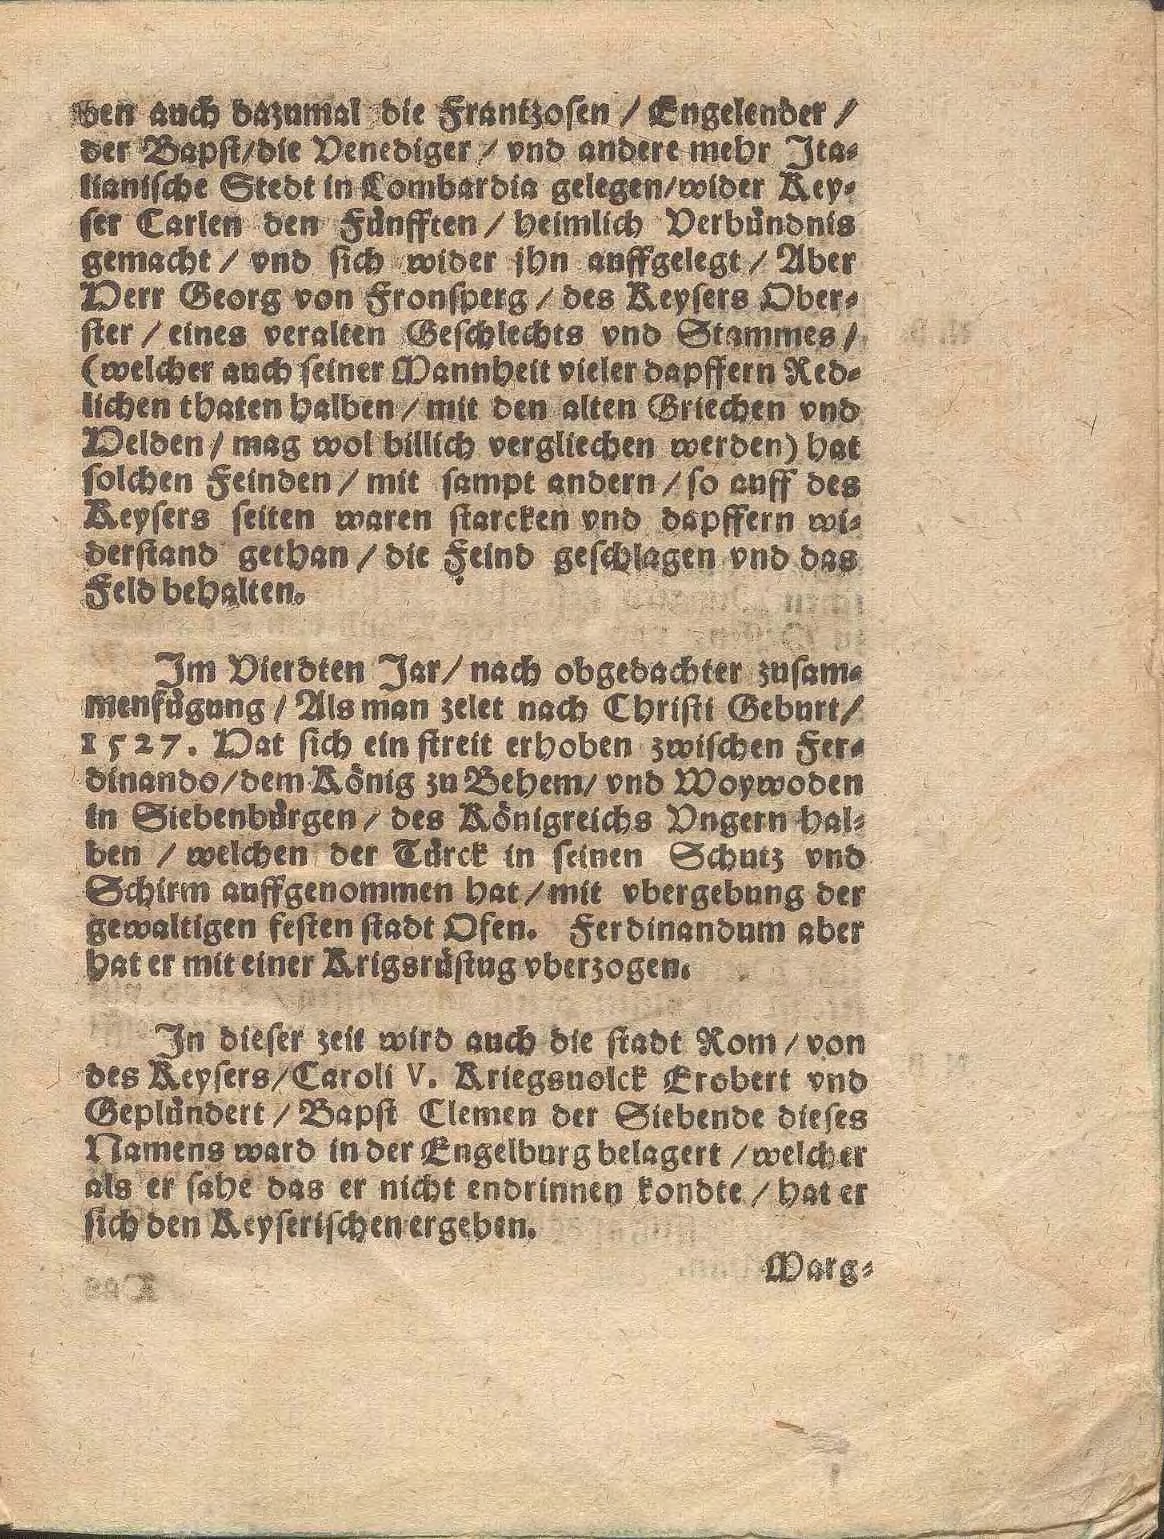 ben auch dazumal die Frantzosen / Engelender /
der Bapst/die Venediger / vnd andere mehr Ita-
lianische Stedt in Lombardia gelegen/wider Key-
ser Carlen den Fünfften / heimlich Verbündnis
gemacht / vnd sich wider jhn auffgelegt / Aber
Herr Georg von Fronsperg / des Keysers Ober-
ster / eines veralten Geschlechts vnd Stammes /
(welcher auch seiner Mannheit vieler dapffern Red-
lichen thaten halben / mit den alten Griechen vnd
Helden / mag wol billich vergliechen werden) hat
solchen Feinden / mit sampt andern / so auff des
Keysers seiten waren starcken vnd dapffern wi-
derstand gethan / die Feind geschlagen vnd das
Feld behalten.
Im Vierdten Jar / nach obgedachter zusam-
menfügung / Als man zelet nach Christi Geburt /
1527. Hat sich ein streit erhoben zwischen Fer-
dinando/dem König zu Behem/ vnd Woywoden
in Siebenbürgen / des Königreichs Vngern hal-
ben / welchen der Türck in seinen Schutz vnd
Schirm auffgenommen hat / mit vbergebung der
gewaltigen festen stadt Ofen. Ferdinandum aber
hat er mit einer Krigsrüstug vberzogen.
In dieser zeit wird auch die stadt Rom / von
des Keysers/Caroli V. Kriegsuolck Erobert vnd
Geplündert / Bapst Clemen der Siebende dieses
Namens ward in der Engelburg belagert / welcher
als er sahe das er nicht endrinnen kondte / hat er
sich den Keyserischen ergeben.
Marg-